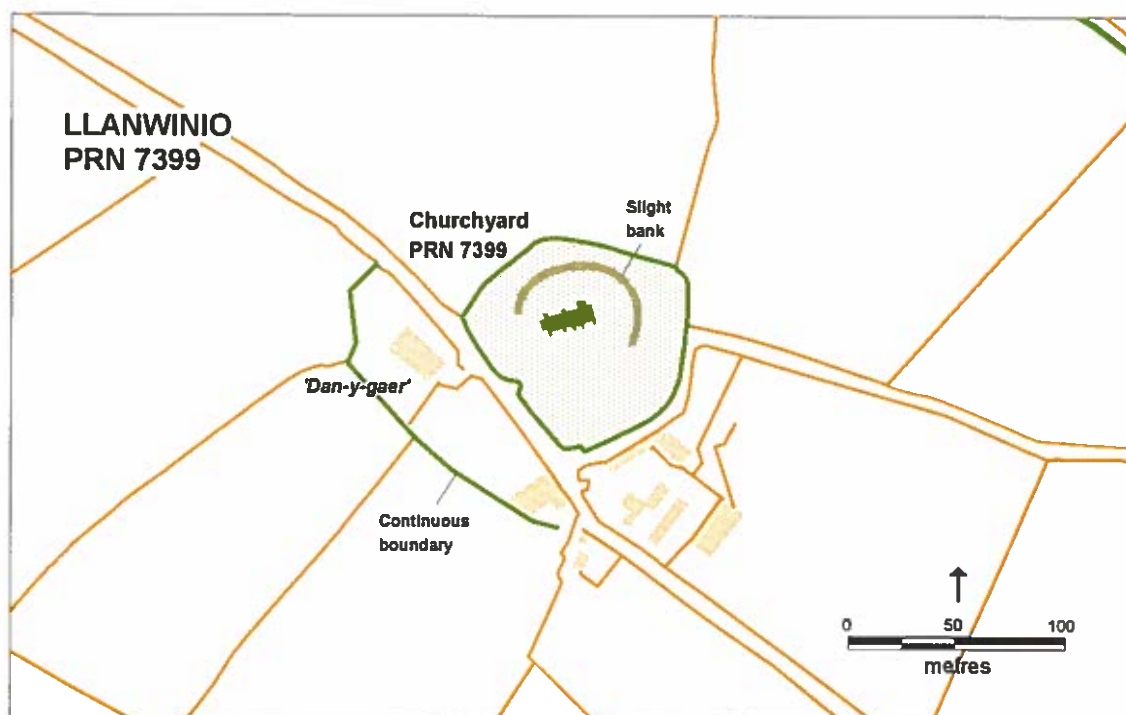 LLANWINIO
PRN 7399
Churchyard
PRN 7399
Slight
bank
'Dan-y-gaer'
Continuous
boundary
0 50 100
metres